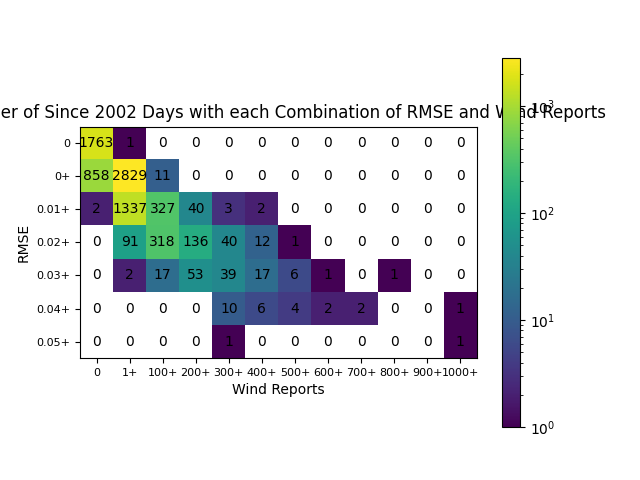 er of Since 2002 Days with each Combination of RMSE and Wind Reports
0 1763 1 0 0 0 0 0 0 0 0 0 0
0+ 858 2829 11 0 0 0 0 0 0 0 0 0
0.01+ 2 1337 327 40 3 2 0 0 0 0 0 0
0.02+ 0 91 318 136 40 12 1 0 0 0 0 0
0.03+ 0 2 17 53 39 17 6 1 0 1 0 0
0.04+ 0 0 0 0 10 6 4 2 2 0 0 1
0.05+ 0 0 0 0 1 0 0 0 0 0 0 1
0 1+ 100+ 200+ 300+ 400+ 500+ 600+ 700+ 800+ 900+ 1000+
Wind Reports
RMSE
10³
10²
10¹
10⁰